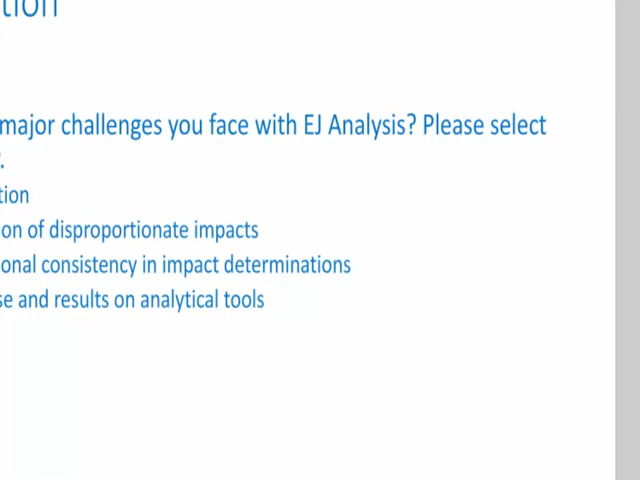 tion
major challenges you face with EJ Analysis? Please select
.
tion
on of disproportionate impacts
onal consistency in impact determinations
se and results on analytical tools